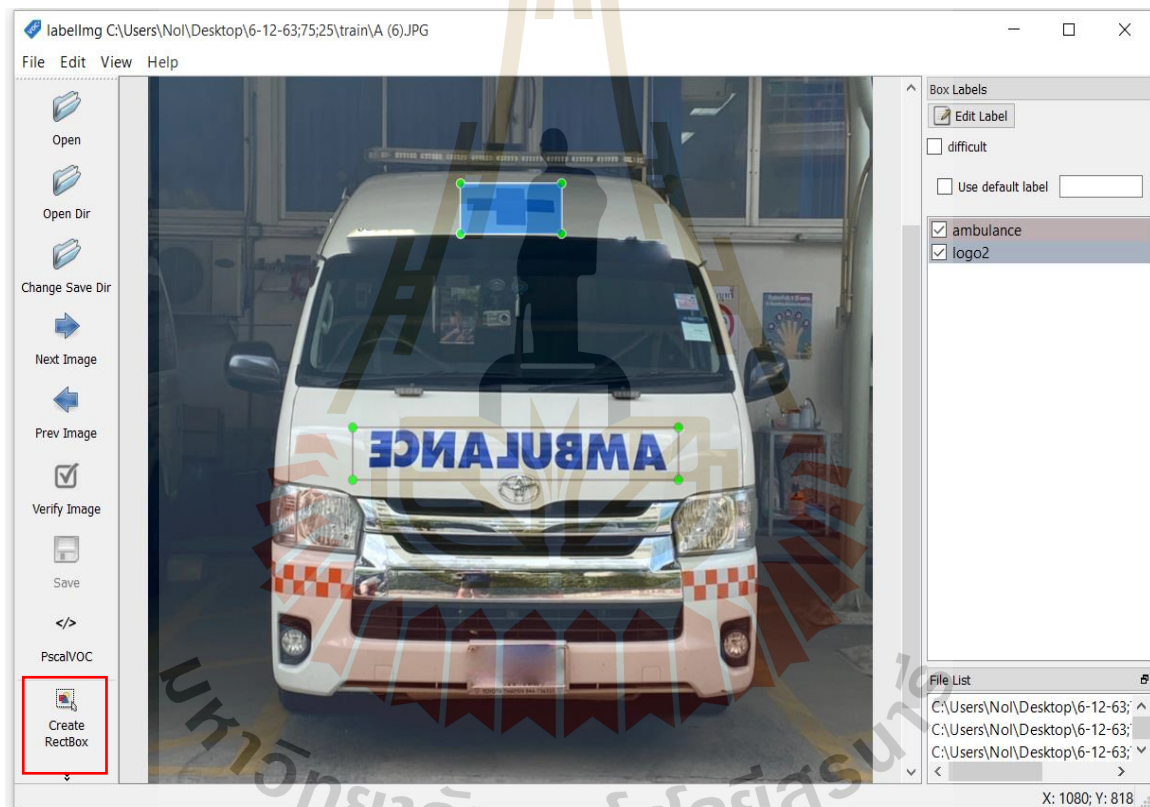 labelImg C:\Users\Nol\Desktop\6-12-63;75;25\train\A (6).JPG
File Edit View Help
Open
Open Dir
Change Save Dir
Next Image
Prev Image
Verify Image
Save
</>
PscalVOC
Create
RectBox
AMBULANCE
Box Labels
Edit Label
difficult
Use default label
ambulance
logo2
File List
C:\Users\Nol\Desktop\6-12-63;
C:\Users\Nol\Desktop\6-12-63;
C:\Users\Nol\Desktop\6-12-63;
X: 1080; Y: 818